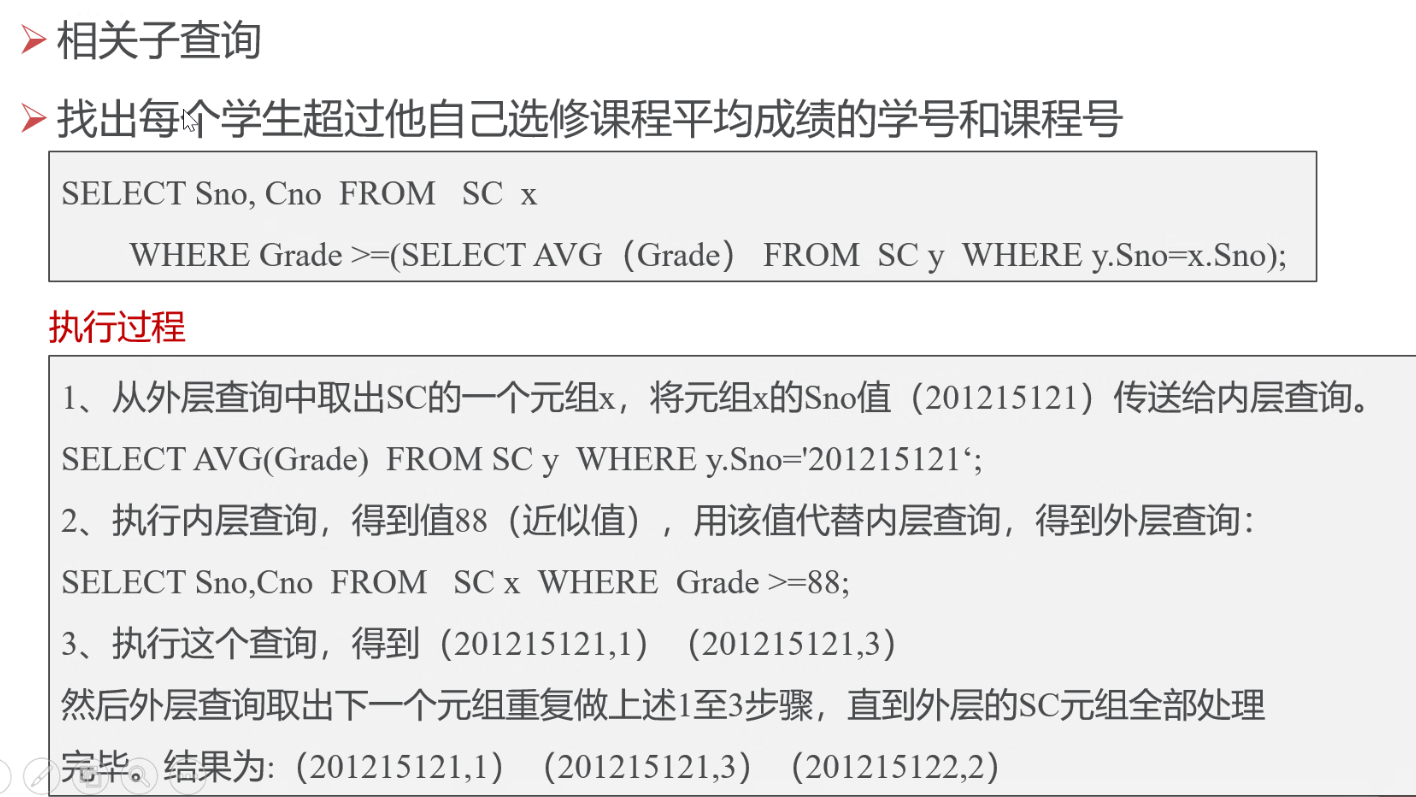 相关子查询
找出每个学生超过他自己选修课程平均成绩的学号和课程号
SELECT Sno, Cno FROM SC x
WHERE Grade >=(SELECT AVG（Grade） FROM SC y WHERE y.Sno=x.Sno);
执行过程
1、从外层查询中取出SC的一个元组x，将元组x的Sno值（201215121）传送给内层查询。
SELECT AVG(Grade) FROM SC y WHERE y.Sno='201215121‘;
2、执行内层查询，得到值88（近似值），用该值代替内层查询，得到外层查询：
SELECT Sno,Cno FROM SC x WHERE Grade >=88;
3、执行这个查询，得到（201215121,1）（201215121,3）
然后外层查询取出下一个元组重复做上述1至3步骤，直到外层的SC元组全部处理
完毕。结果为:（201215121,1）（201215121,3）（201215122,2）